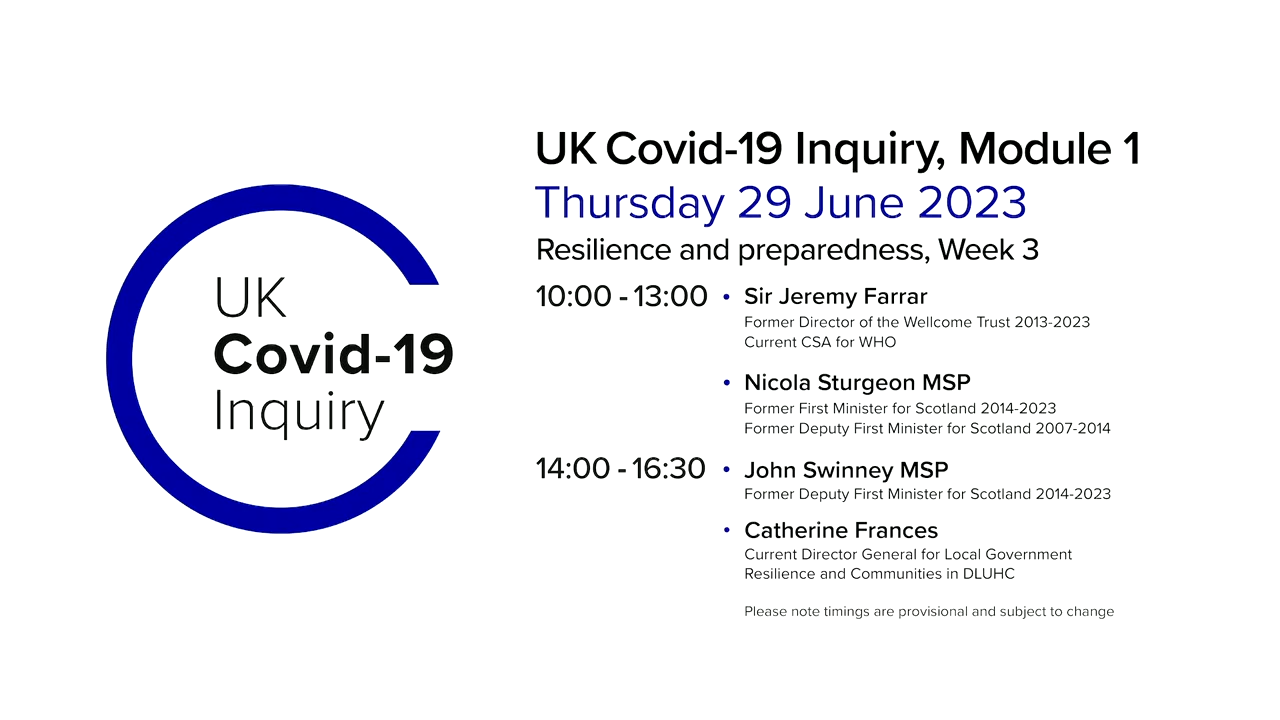 UK
Covid-19
Inquiry
UK Covid-19 Inquiry, Module 1
Thursday 29 June 2023
Resilience and preparedness, Week 3
10:00 - 13:00 • Sir Jeremy Farrar
Former Director of the Wellcome Trust 2013-2023
Current CSA for WHO
• Nicola Sturgeon MSP
Former First Minister for Scotland 2014-2023
Former Deputy First Minister for Scotland 2007-2014
14:00 - 16:30 • John Swinney MSP
Former Deputy First Minister for Scotland 2014-2023
• Catherine Frances
Current Director General for Local Government
Resilience and Communities in DLUHC
Please note timings are provisional and subject to change